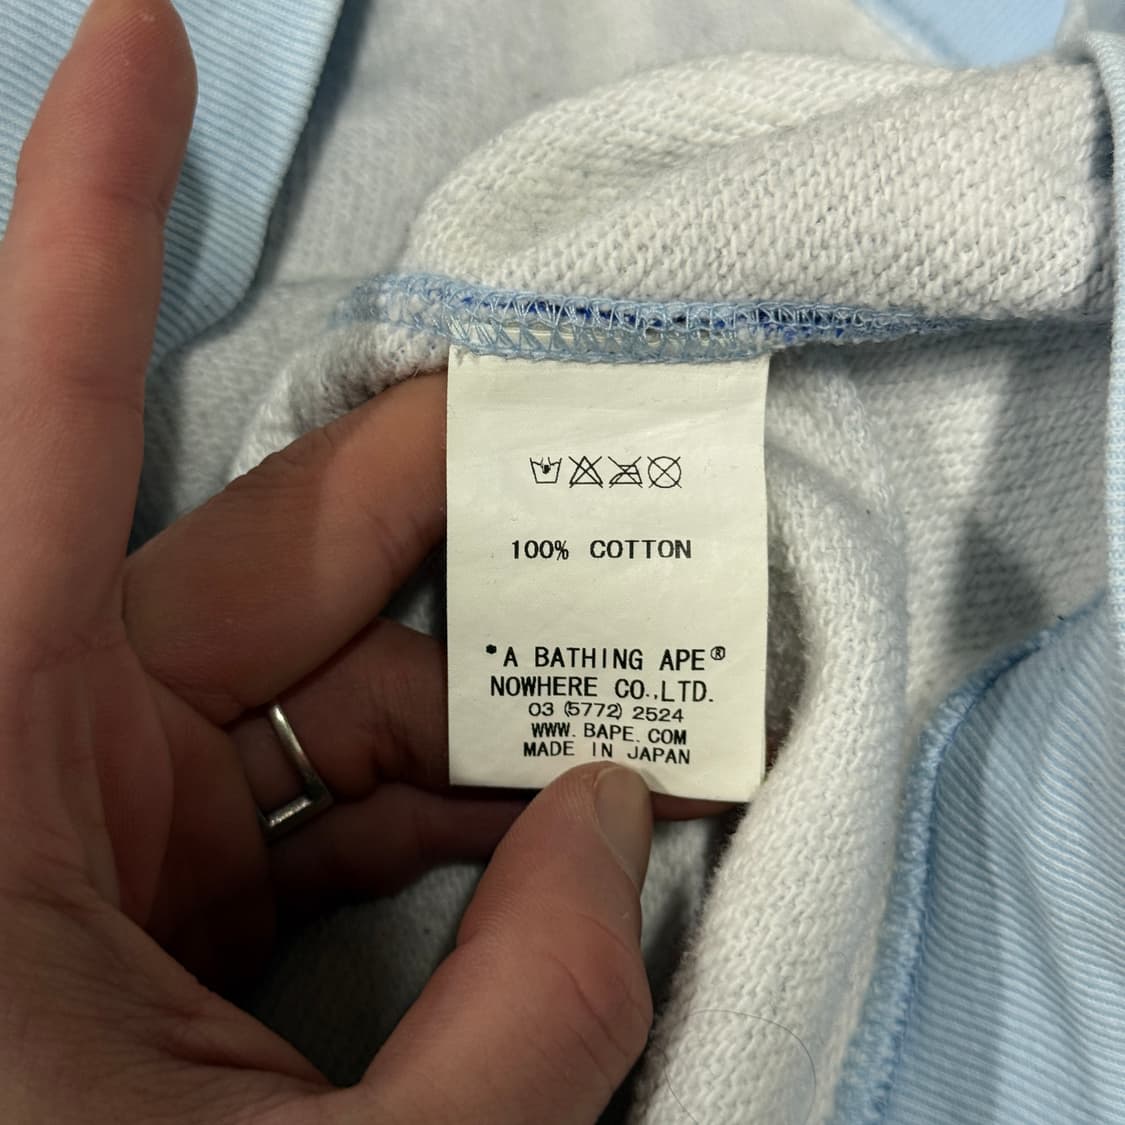 100% COTTON
*A BATHING APE®
NOWHERE CO.,LTD.
03 (5772) 2524
WWW. BAPE. COM
MADE IN JAPAN